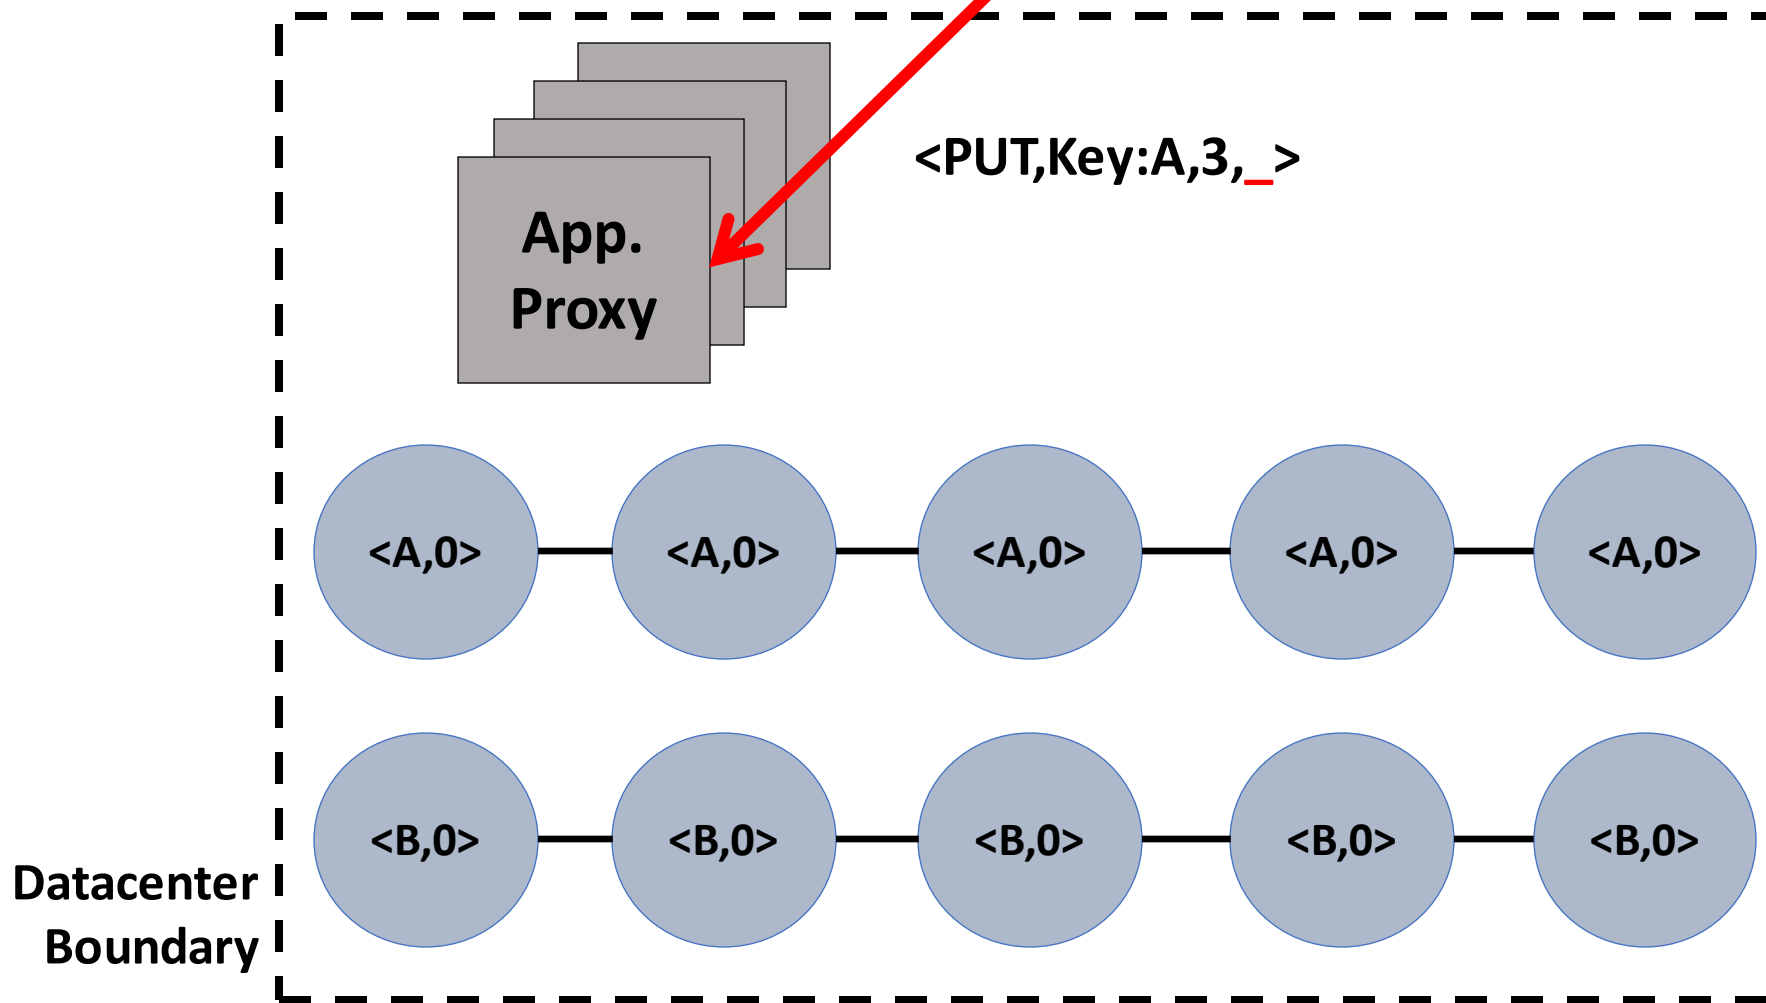 <PUT,Key:A,3,_>
App.
Proxy
<A,0> <A,0> <A,0> <A,0> <A,0>
<B,0> <B,0> <B,0> <B,0> <B,0>
Datacenter
Boundary